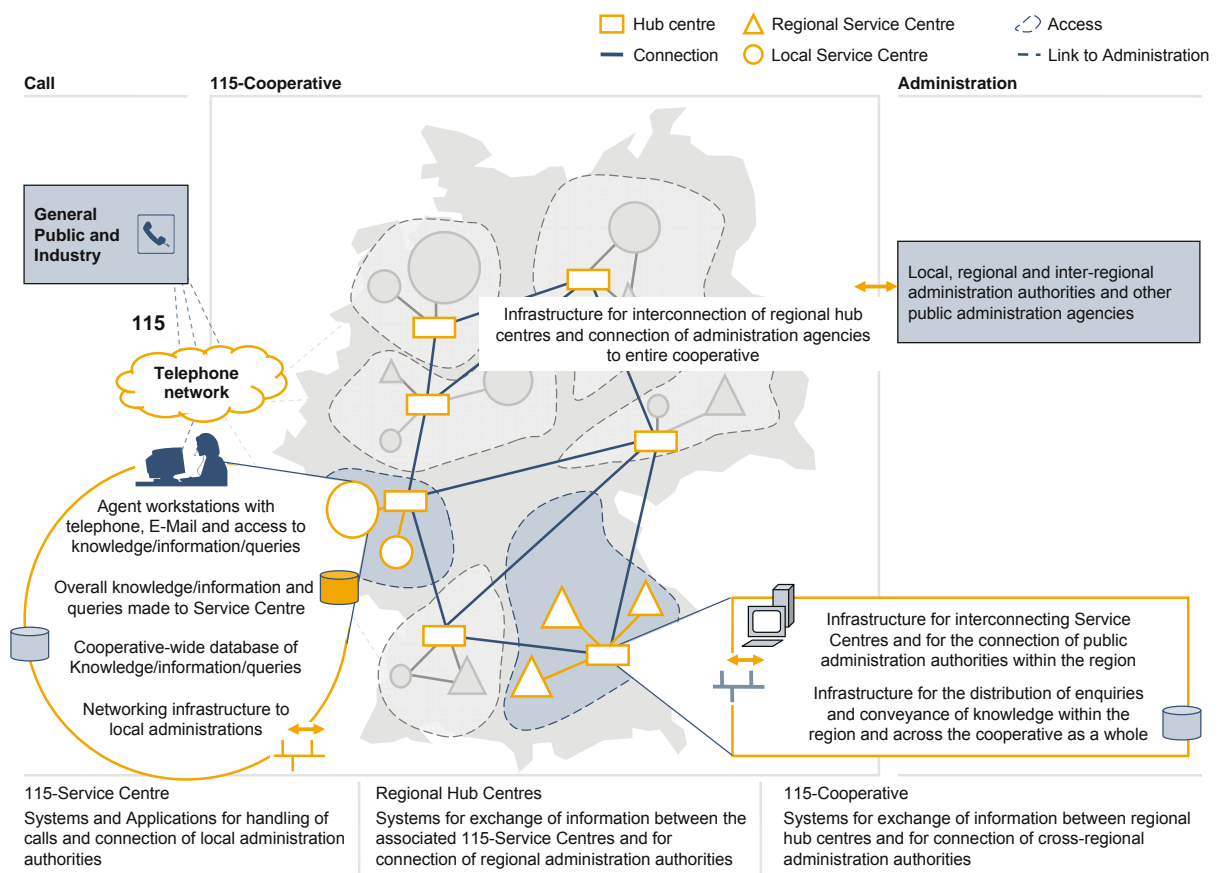 Hub centre
Regional Service Centre
Access
Connection
Local Service Centre
Link to Administration
Call
115-Cooperative
Administration
General
Public and
Industry
115
Telephone
network
Infrastructure for interconnection of regional hub
centres and connection of administration agencies
to entire cooperative
Local, regional and inter-regional
administration authorities and other
public administration agencies
Agent workstations with
telephone, E-Mail and access to
knowledge/information/queries
Overall knowledge/information and
queries made to Service Centre
Cooperative-wide database of
Knowledge/information/queries
Networking infrastructure to
local administrations
Infrastructure for interconnecting Service
Centres and for the connection of public
administration authorities within the region
Infrastructure for the distribution of enquiries
and conveyance of knowledge within the
region and across the cooperative as a whole
115-Service Centre
Systems and Applications for handling of
calls and connection of local administration
authorities
Regional Hub Centres
Systems for exchange of information between the
associated 115-Service Centres and for
connection of regional administration authorities
115-Cooperative
Systems for exchange of information between regional
hub centres and for connection of cross-regional
administration authorities